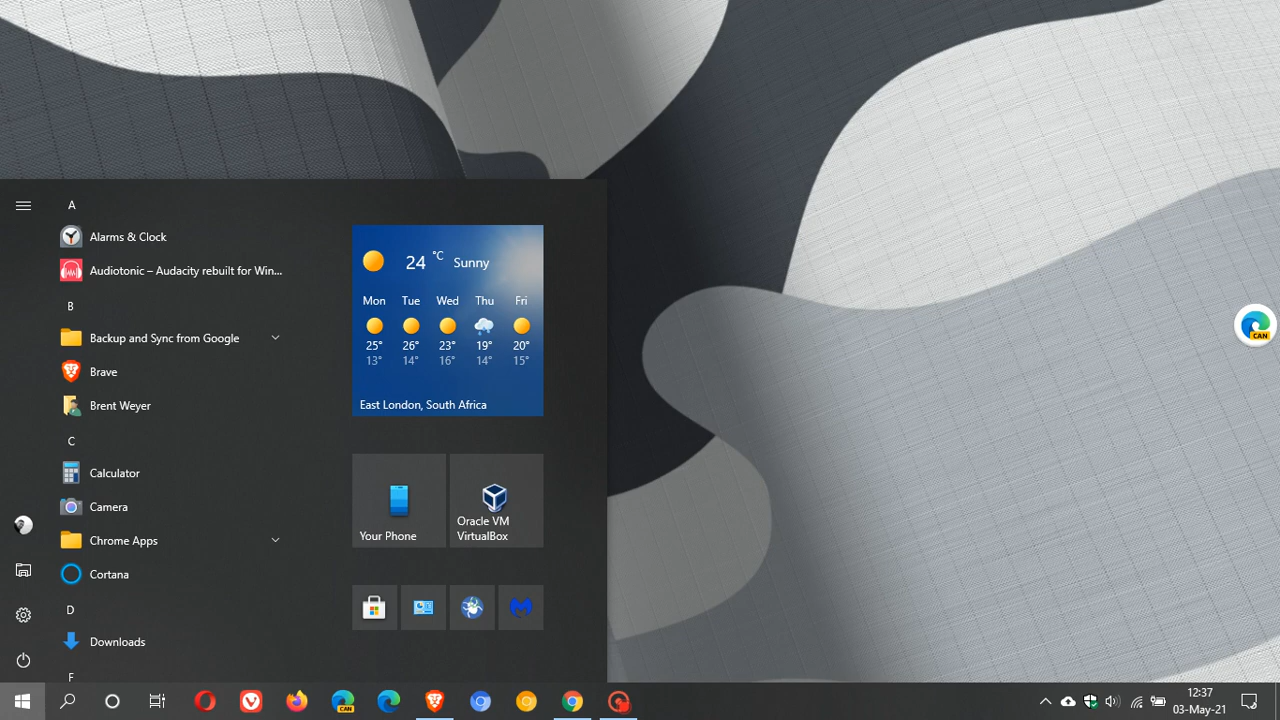 A
Alarms & Clock
Audiotonic – Audacity rebuilt for Win...
B
Backup and Sync from Google
Brave
Brent Weyer
C
Calculator
Camera
Chrome Apps
Cortana
D
Downloads
F
24 °C Sunny
Mon Tue Wed Thu Fri
25° 26° 23° 19° 20°
13° 14° 16° 14° 15°
East London, South Africa
Your Phone
Oracle VM
VirtualBox
CAN
CAN
12:37
03-May-21